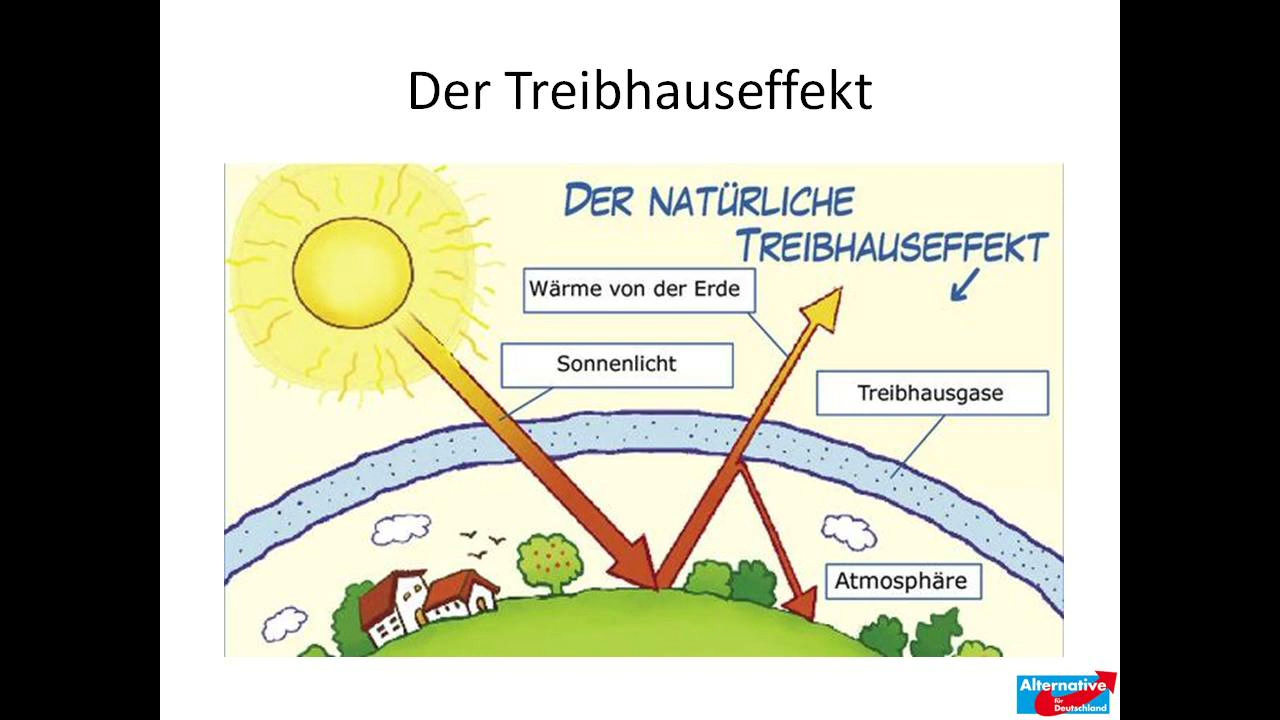 Der Treibhauseffekt
DER NATÜRLICHE
TREIBHAUSEFFEKT
Wärme von der Erde
Sonnenlicht
Treibhausgase
Atmosphäre
Alternative
für
Deutschland